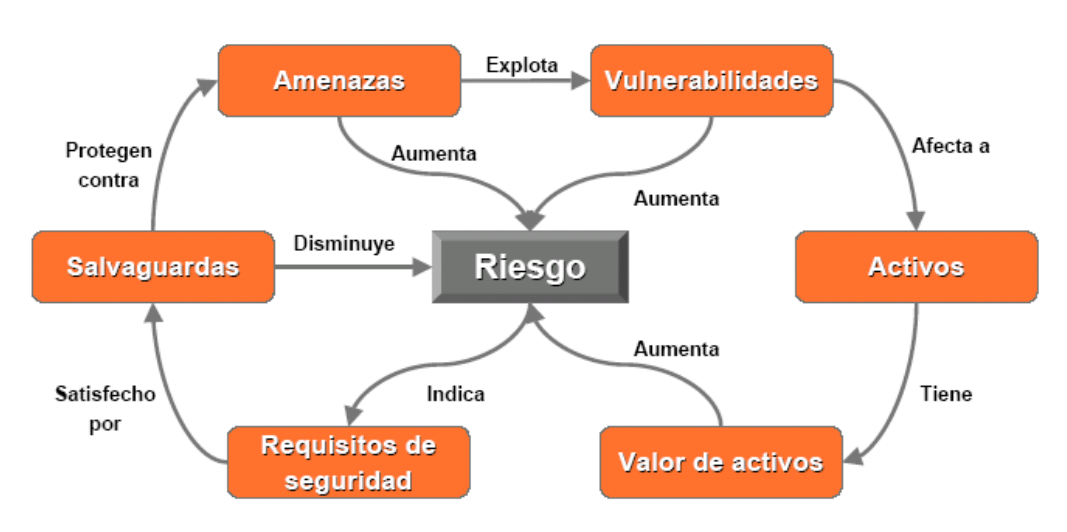 Amenazas
Explota
Vulnerabilidades
Protegen
contra
Aumenta
Afecta a
Aumenta
Salvaguardas
Disminuye
Riesgo
Activos
Satisfecho
por
Indica
Aumenta
Tiene
Requisitos de
seguridad
Valor de activos